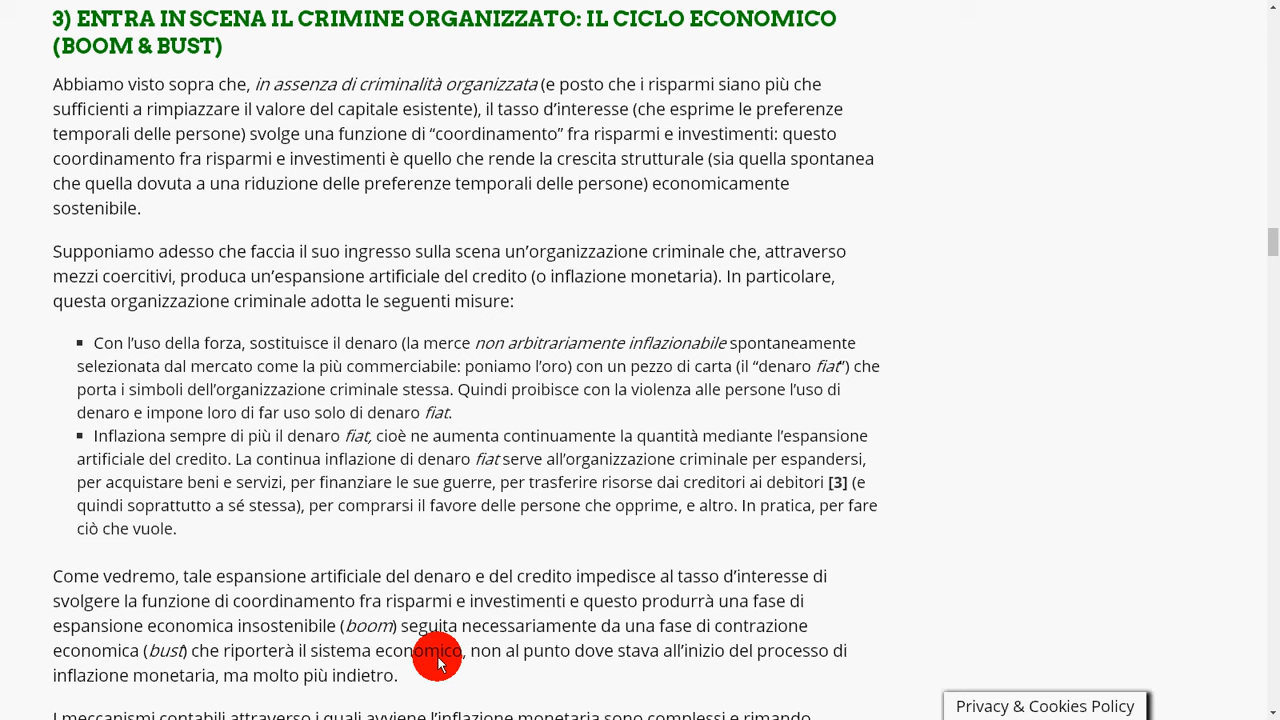 3) ENTRA IN SCENA IL CRIMINE ORGANIZZATO: IL CICLO ECONOMICO
(BOOM & BUST)
Abbiamo visto sopra che, in assenza di criminalità organizzata (e posto che i risparmi siano più che
sufficienti a rimpiazzare il valore del capitale esistente), il tasso d’interesse (che esprime le preferenze
temporali delle persone) svolge una funzione di “coordinamento” fra risparmi e investimenti: questo
coordinamento fra risparmi e investimenti è quello che rende la crescita strutturale (sia quella spontanea
che quella dovuta a una riduzione delle preferenze temporali delle persone) economicamente
sostenibile.
Supponiamo adesso che faccia il suo ingresso sulla scena un’organizzazione criminale che, attraverso
mezzi coercitivi, produca un’espansione artificiale del credito (o inflazione monetaria). In particolare,
questa organizzazione criminale adotta le seguenti misure:
▪ Con l’uso della forza, sostituisce il denaro (la merce non arbitrariamente inflazionabile spontaneamente
selezionata dal mercato come la più commerciabile: poniamo l’oro) con un pezzo di carta (il “denaro fiat”) che
porta i simboli dell’organizzazione criminale stessa. Quindi proibisce con la violenza alle persone l’uso di
denaro e impone loro di far uso solo di denaro fiat.
▪ Inflaziona sempre di più il denaro fiat, cioè ne aumenta continuamente la quantità mediante l’espansione
artificiale del credito. La continua inflazione di denaro fiat serve all’organizzazione criminale per espandersi,
per acquistare beni e servizi, per finanziare le sue guerre, per trasferire risorse dai creditori ai debitori [3] (e
quindi soprattutto a sé stessa), per comprarsi il favore delle persone che opprime, e altro. In pratica, per fare
ciò che vuole.
Come vedremo, tale espansione artificiale del denaro e del credito impedisce al tasso d’interesse di
svolgere la funzione di coordinamento fra risparmi e investimenti e questo produrrà una fase di
espansione economica insostenibile (boom) seguita necessariamente da una fase di contrazione
economica (bust) che riporterà il sistema economico, non al punto dove stava all’inizio del processo di
inflazione monetaria, ma molto più indietro.
I meccanismi contabili attraverso i quali avviene l’inflazione monetaria sono complessi e rimando
Privacy & Cookies Policy